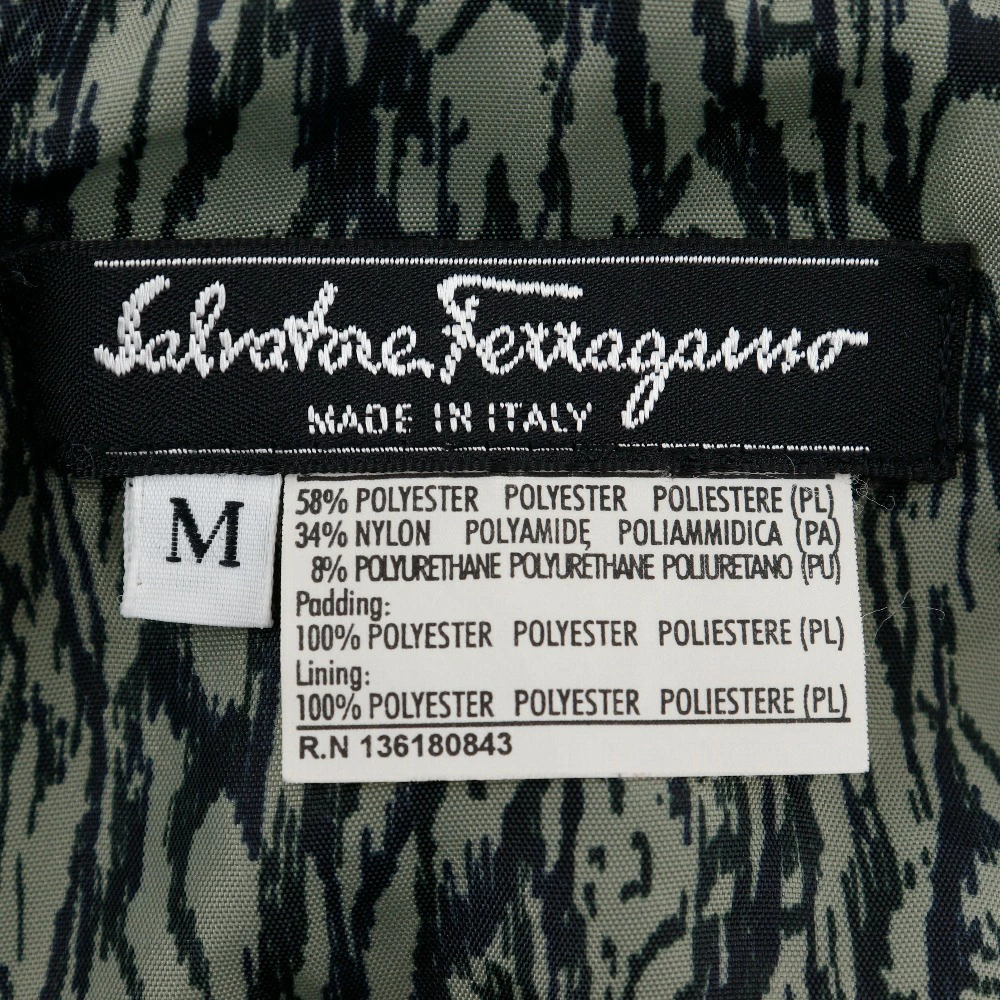 Salvatore Ferragamo
MADE IN ITALY
M
58% POLYESTER POLYESTER POLIESTERE (PL)
34% NYLON POLYAMIDE POLIAMMIDICA (PA)
8% POLYURETHANE POLYURETHANE POLIURETANO (PU)
Padding:
100% POLYESTER POLYESTER POLIESTERE (PL)
Lining:
100% POLYESTER POLYESTER POLIESTERE (PL)
R.N 136180843